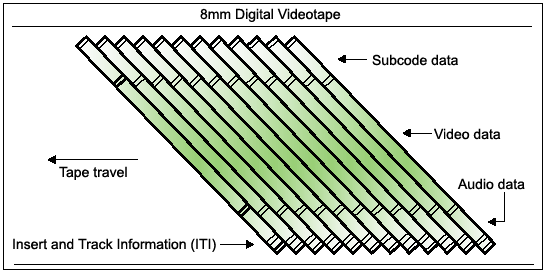 8mm Digital Videotape
Subcode data
Video data
Tape travel
Audio data
Insert and Track Information (ITI)